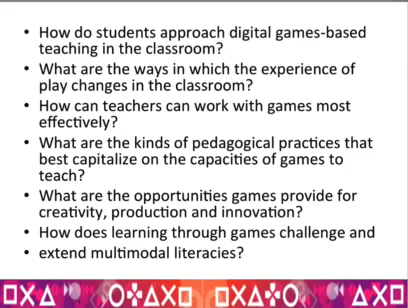 • How do students approach digital games-based
teaching in the classroom?
• What are the ways in which the experience of
play changes in the classroom?
• How can teachers can work with games most
effectively?
• What are the kinds of pedagogical practices that
best capitalize on the capacities of games to
teach?
• What are the opportunities games provide for
creativity, production and innovation?
• How does learning through games challenge and
• extend multimodal literacies?